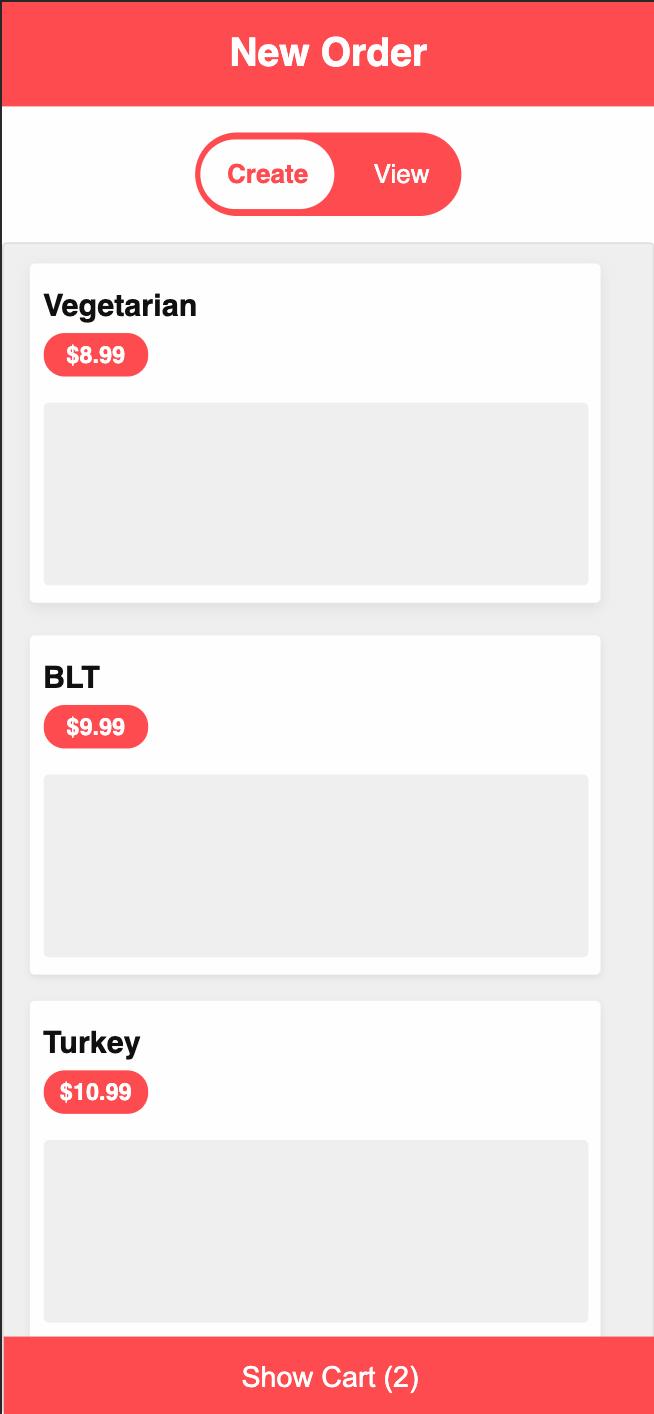 New Order
Create View
Vegetarian
$8.99
BLT
$9.99
Turkey
$10.99
Show Cart (2)